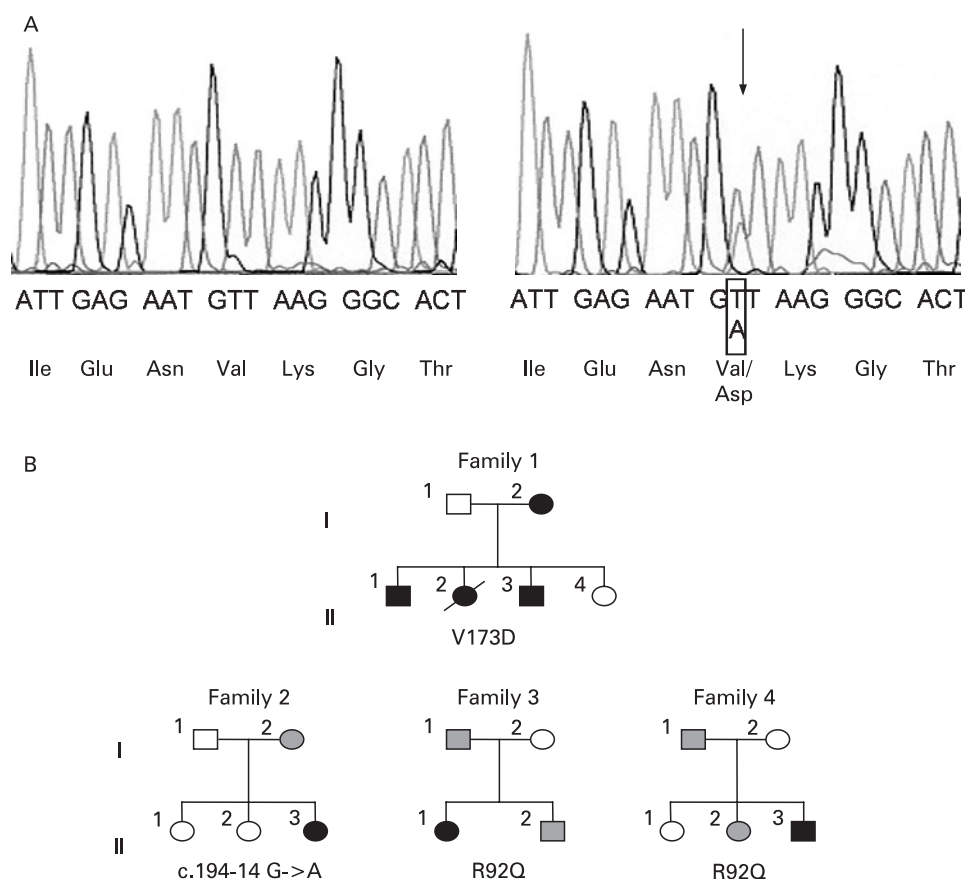 A
ATT GAG AAT GTT AAG GGC ACT
Ile Glu Asn Val Lys Gly Thr
ATT GAG AAT GTT AAG GGC ACT
A
Ile Glu Asn Val/ Lys Gly Thr
Asp
B
Family 1
1 2
I
1 2 3 4
II
V173D
Family 2 Family 3 Family 4
1 2 1 2 1 2
I
1 2 3 1 2 1 2 3
II
c.194-14 G->A R92Q R92Q